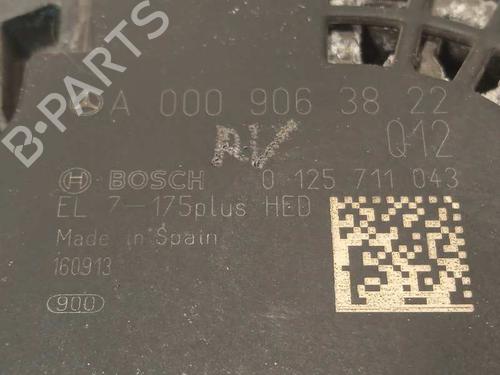 B-PARTS
A 000 906 38 22
RV
Q12
BOSCH 0 125 711 043
EL 7-175plus HED
Made in Spain
160913
900